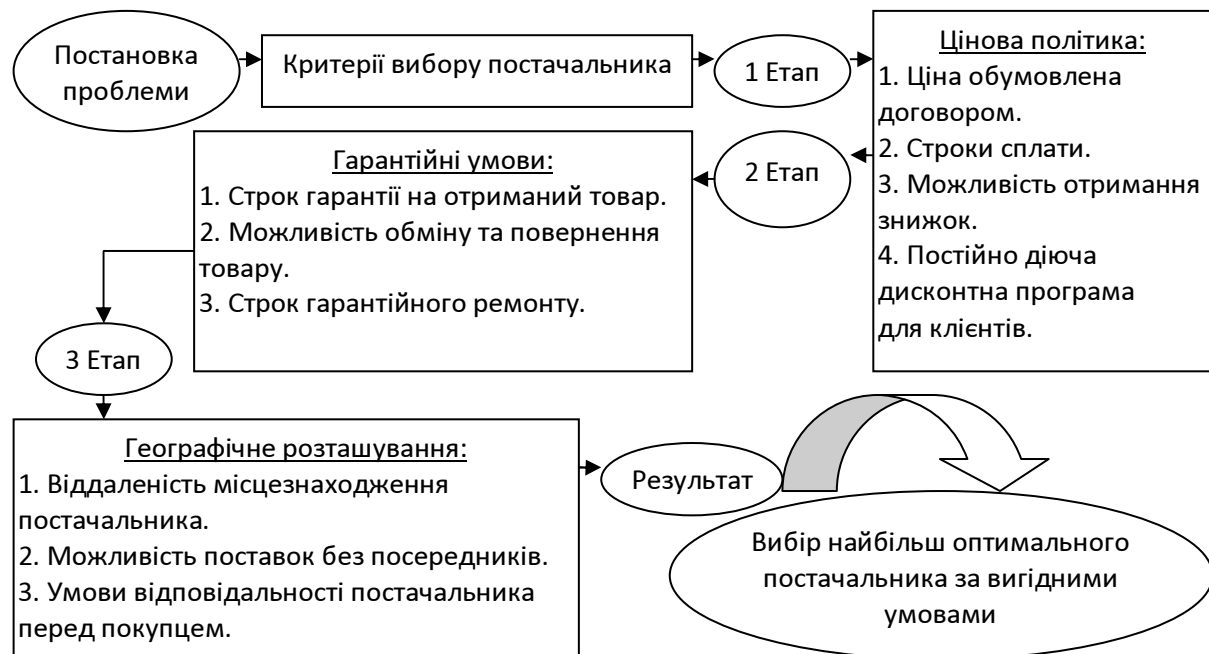 Постановка
проблеми
Критерії вибору постачальника
1 Етап
Цінова політика:
1. Ціна обумовлена
договором.
2. Строки сплати.
3. Можливість отримання
знижок.
4. Постійно діюча
дисконтна програма
для клієнтів.
2 Етап
Гарантійні умови:
1. Строк гарантії на отриманий товар.
2. Можливість обміну та повернення
товару.
3. Строк гарантійного ремонту.
3 Етап
Географічне розташування:
1. Віддаленість місцезнаходження
постачальника.
2. Можливість поставок без посередників.
3. Умови відповідальності постачальника
перед покупцем.
Результат
Вибір найбільш оптимального
постачальника за вигідними
умовами